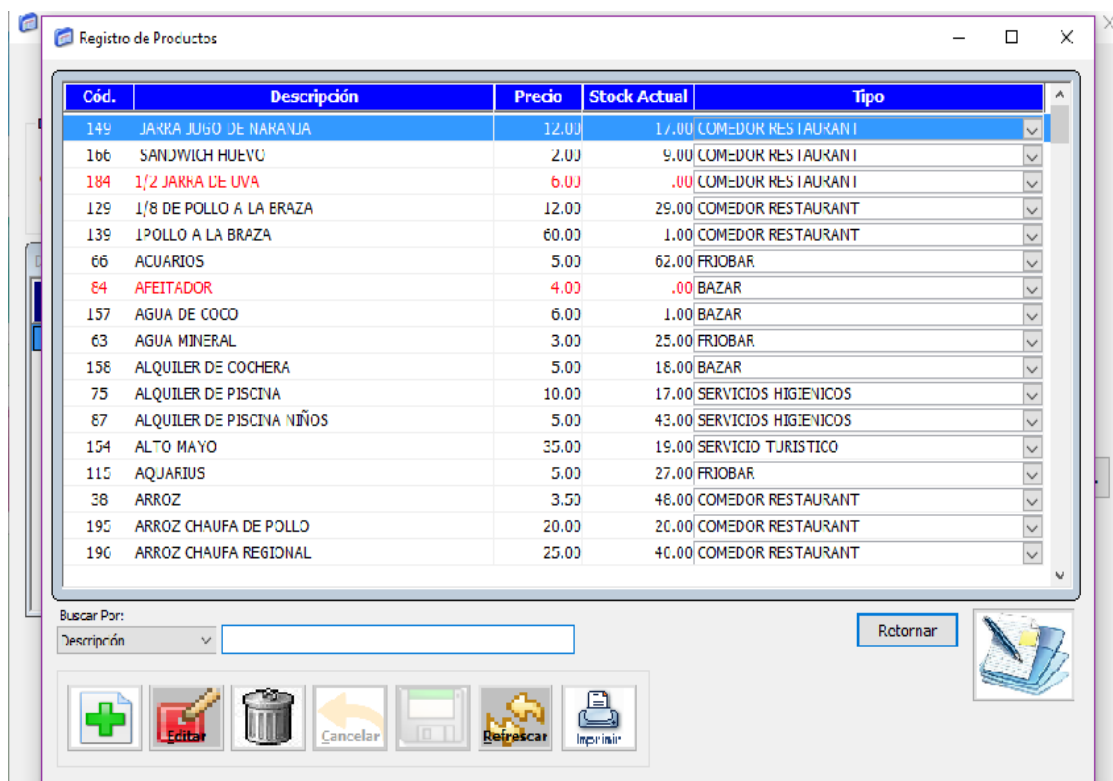 Registro de Productos
Cód. Descripción Precio Stock Actual Tipo
149 JARRA JUGO DE NARANJA 12.00 17.00 COMEDOR RESTAURANT
166 SANDWICH HUEVO 2.00 9.00 COMEDOR RESTAURANT
184 1/2 JARRA DE UVA 6.00 .00 COMEDOR RESTAURANT
129 1/8 DE POLLO A LA BRAZA 12.00 29.00 COMEDOR RESTAURANT
139 1POLLO A LA BRAZA 60.00 1.00 COMEDOR RESTAURANT
66 ACUARIOS 5.00 62.00 FRIOBAR
84 AFEITADOR 4.00 .00 BAZAR
157 AGUA DE COCO 6.00 1.00 BAZAR
63 AGUA MINERAL 3.00 25.00 FRIOBAR
158 ALQUILER DE COCHERA 5.00 18.00 BAZAR
75 ALQUILER DE PISCINA 10.00 17.00 SERVICIOS HIGIENICOS
87 ALQUILER DE PISCINA NIÑOS 5.00 43.00 SERVICIOS HIGIENICOS
154 ALTO MAYO 35.00 19.00 SERVICIO TURISTICO
115 AQUARIUS 5.00 27.00 FRIOBAR
38 ARROZ 3.50 48.00 COMEDOR RESTAURANT
195 ARROZ CHAUFA DE POLLO 20.00 20.00 COMEDOR RESTAURANT
196 ARROZ CHAUFA REGIONAL 25.00 40.00 COMEDOR RESTAURANT
Buscar Por:
Descripción
Retornar
Editar Cancelar Refrescar Imprimir